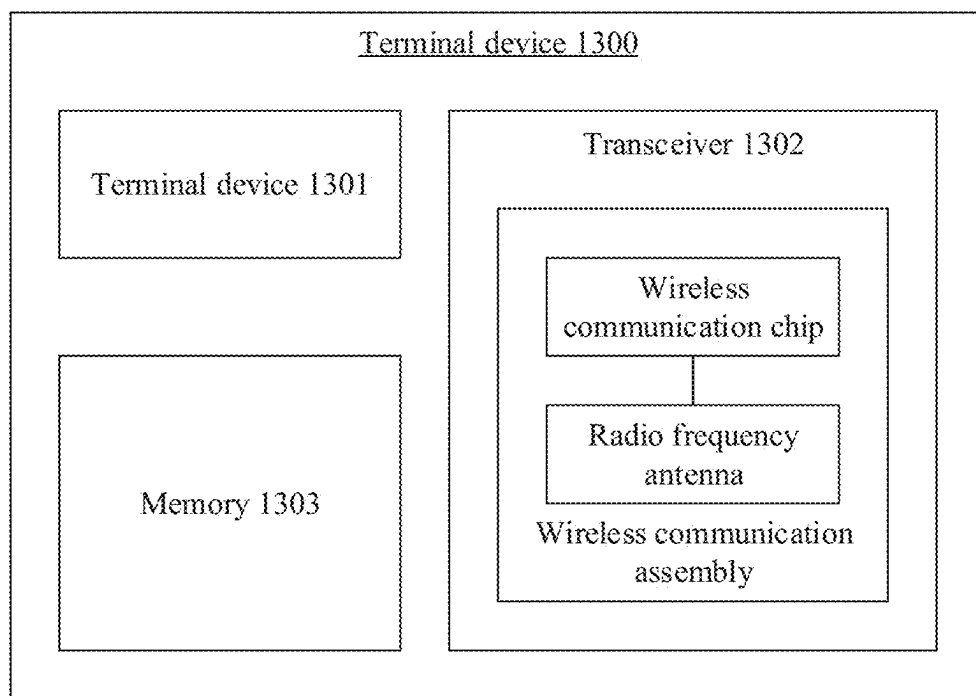 Terminal device 1300
Terminal device 1301
Transceiver 1302
Wireless
communication chip
Radio frequency
antenna
Wireless communication
assembly
Memory 1303